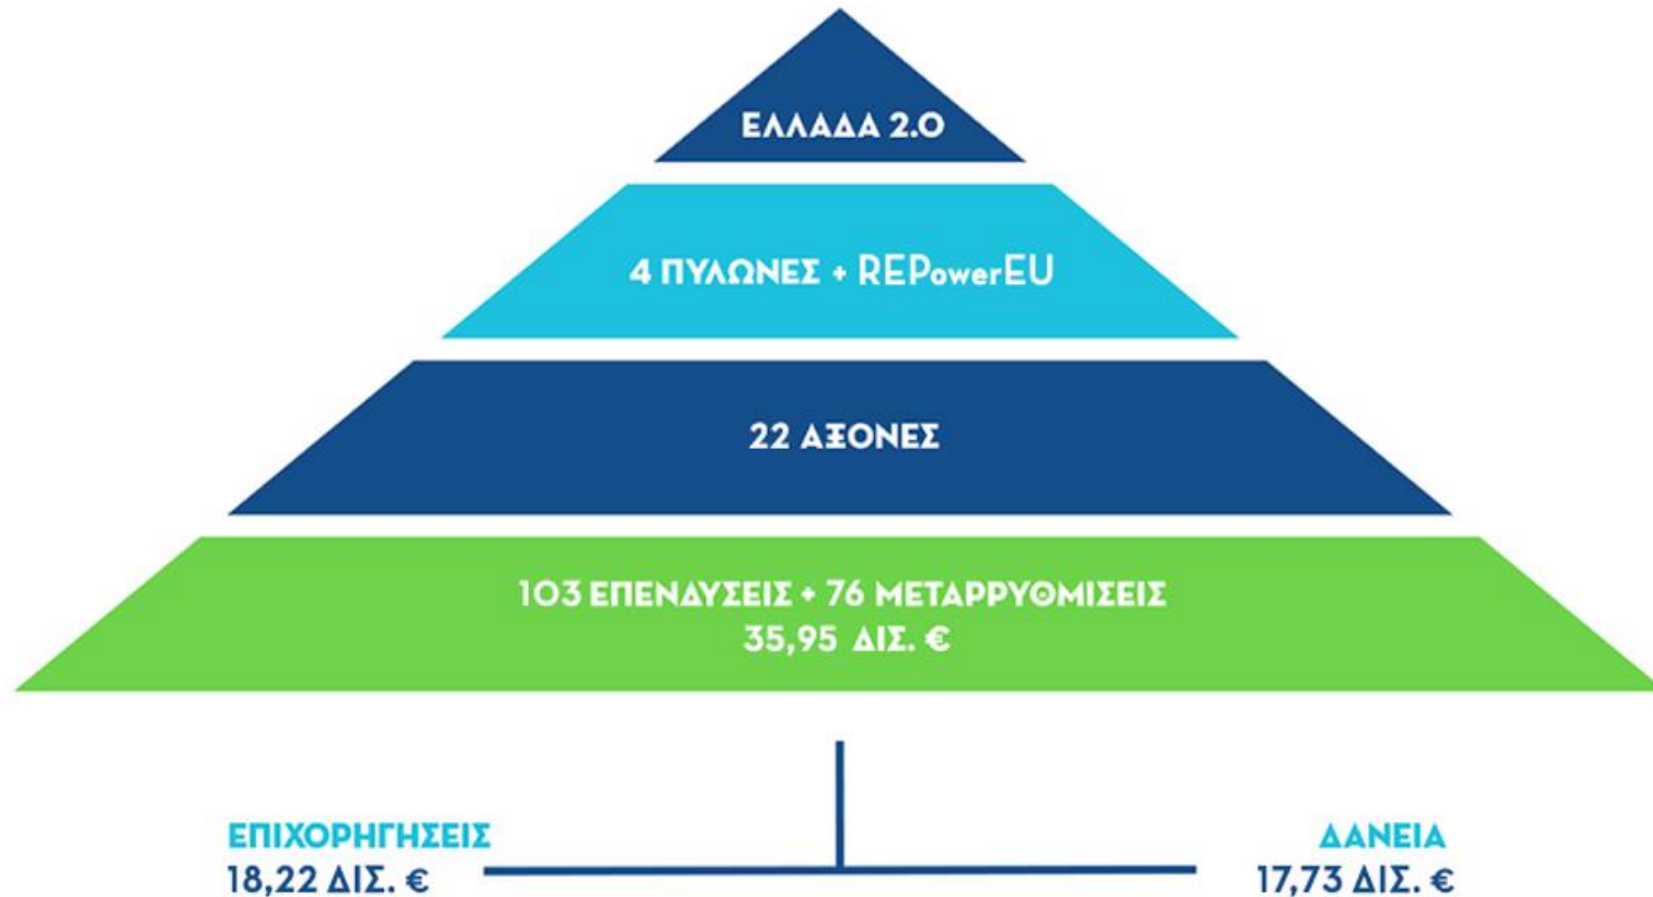 ΕΛΛΑΔΑ 2.0
4 ΠΥΛΩΝΕΣ + REPowerEU
22 ΑΞΟΝΕΣ
103 ΕΠΕΝΔΥΣΕΙΣ + 76 ΜΕΤΑΡΡΥΘΜΙΣΕΙΣ
35,95 ΔΙΣ. €
ΕΠΙΧΟΡΗΓΗΣΕΙΣ
18,22 ΔΙΣ. €
ΔΑΝΕΙΑ
17,73 ΔΙΣ. €